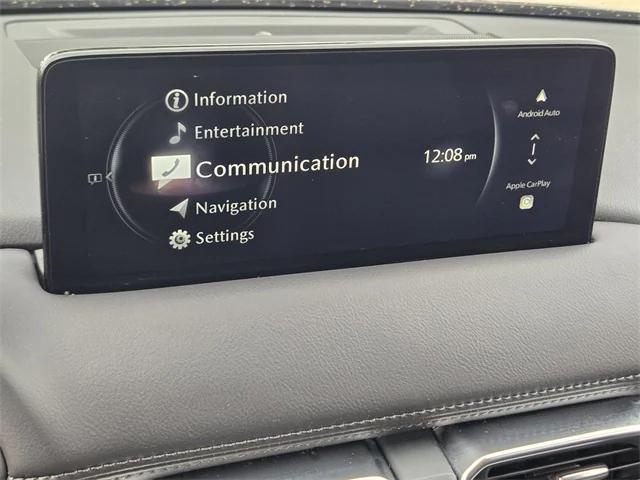 Information
Entertainment
Communication
Navigation
Settings
12:08 pm
Android Auto
Apple CarPlay